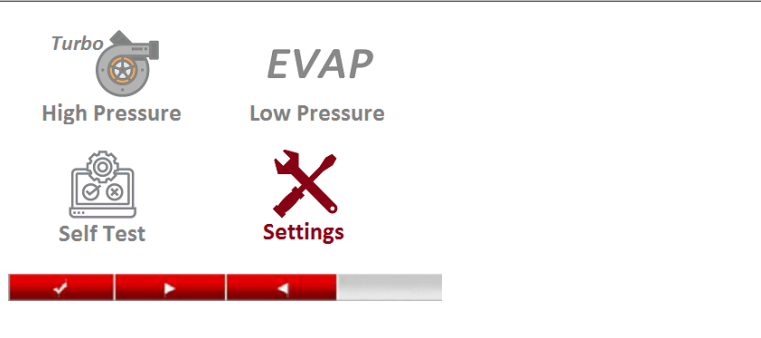 Turbo
EVAP
High Pressure
Low Pressure
Self Test
Settings